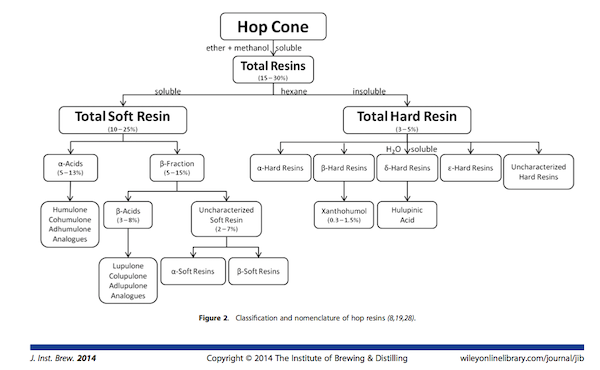 Hop Cone
ether + methanol soluble
Total Resins
(15–30%)
soluble hexane insoluble
Total Soft Resin
(10–25%)
Total Hard Resin
(3–5%)
H₂O soluble
α-Acids
(5–13%)
β-Fraction
(5–15%)
α-Hard Resins
β-Hard Resins
δ-Hard Resins
ε-Hard Resins
Uncharacterized
Hard Resins
Humulone
Cohumulone
Adhumulone
Analogues
β-Acids
(3–8%)
Uncharacterized
Soft Resin
(2–7%)
Xanthohumol
(0.3–1.5%)
Hulupinic
Acid
Lupulone
Colupulone
Adlupulone
Analogues
α-Soft Resins
β-Soft Resins
Figure 2. Classification and nomenclature of hop resins (8,19,28).
J. Inst. Brew. 2014
Copyright © 2014 The Institute of Brewing & Distilling
wileyonlinelibrary.com/journal/jib